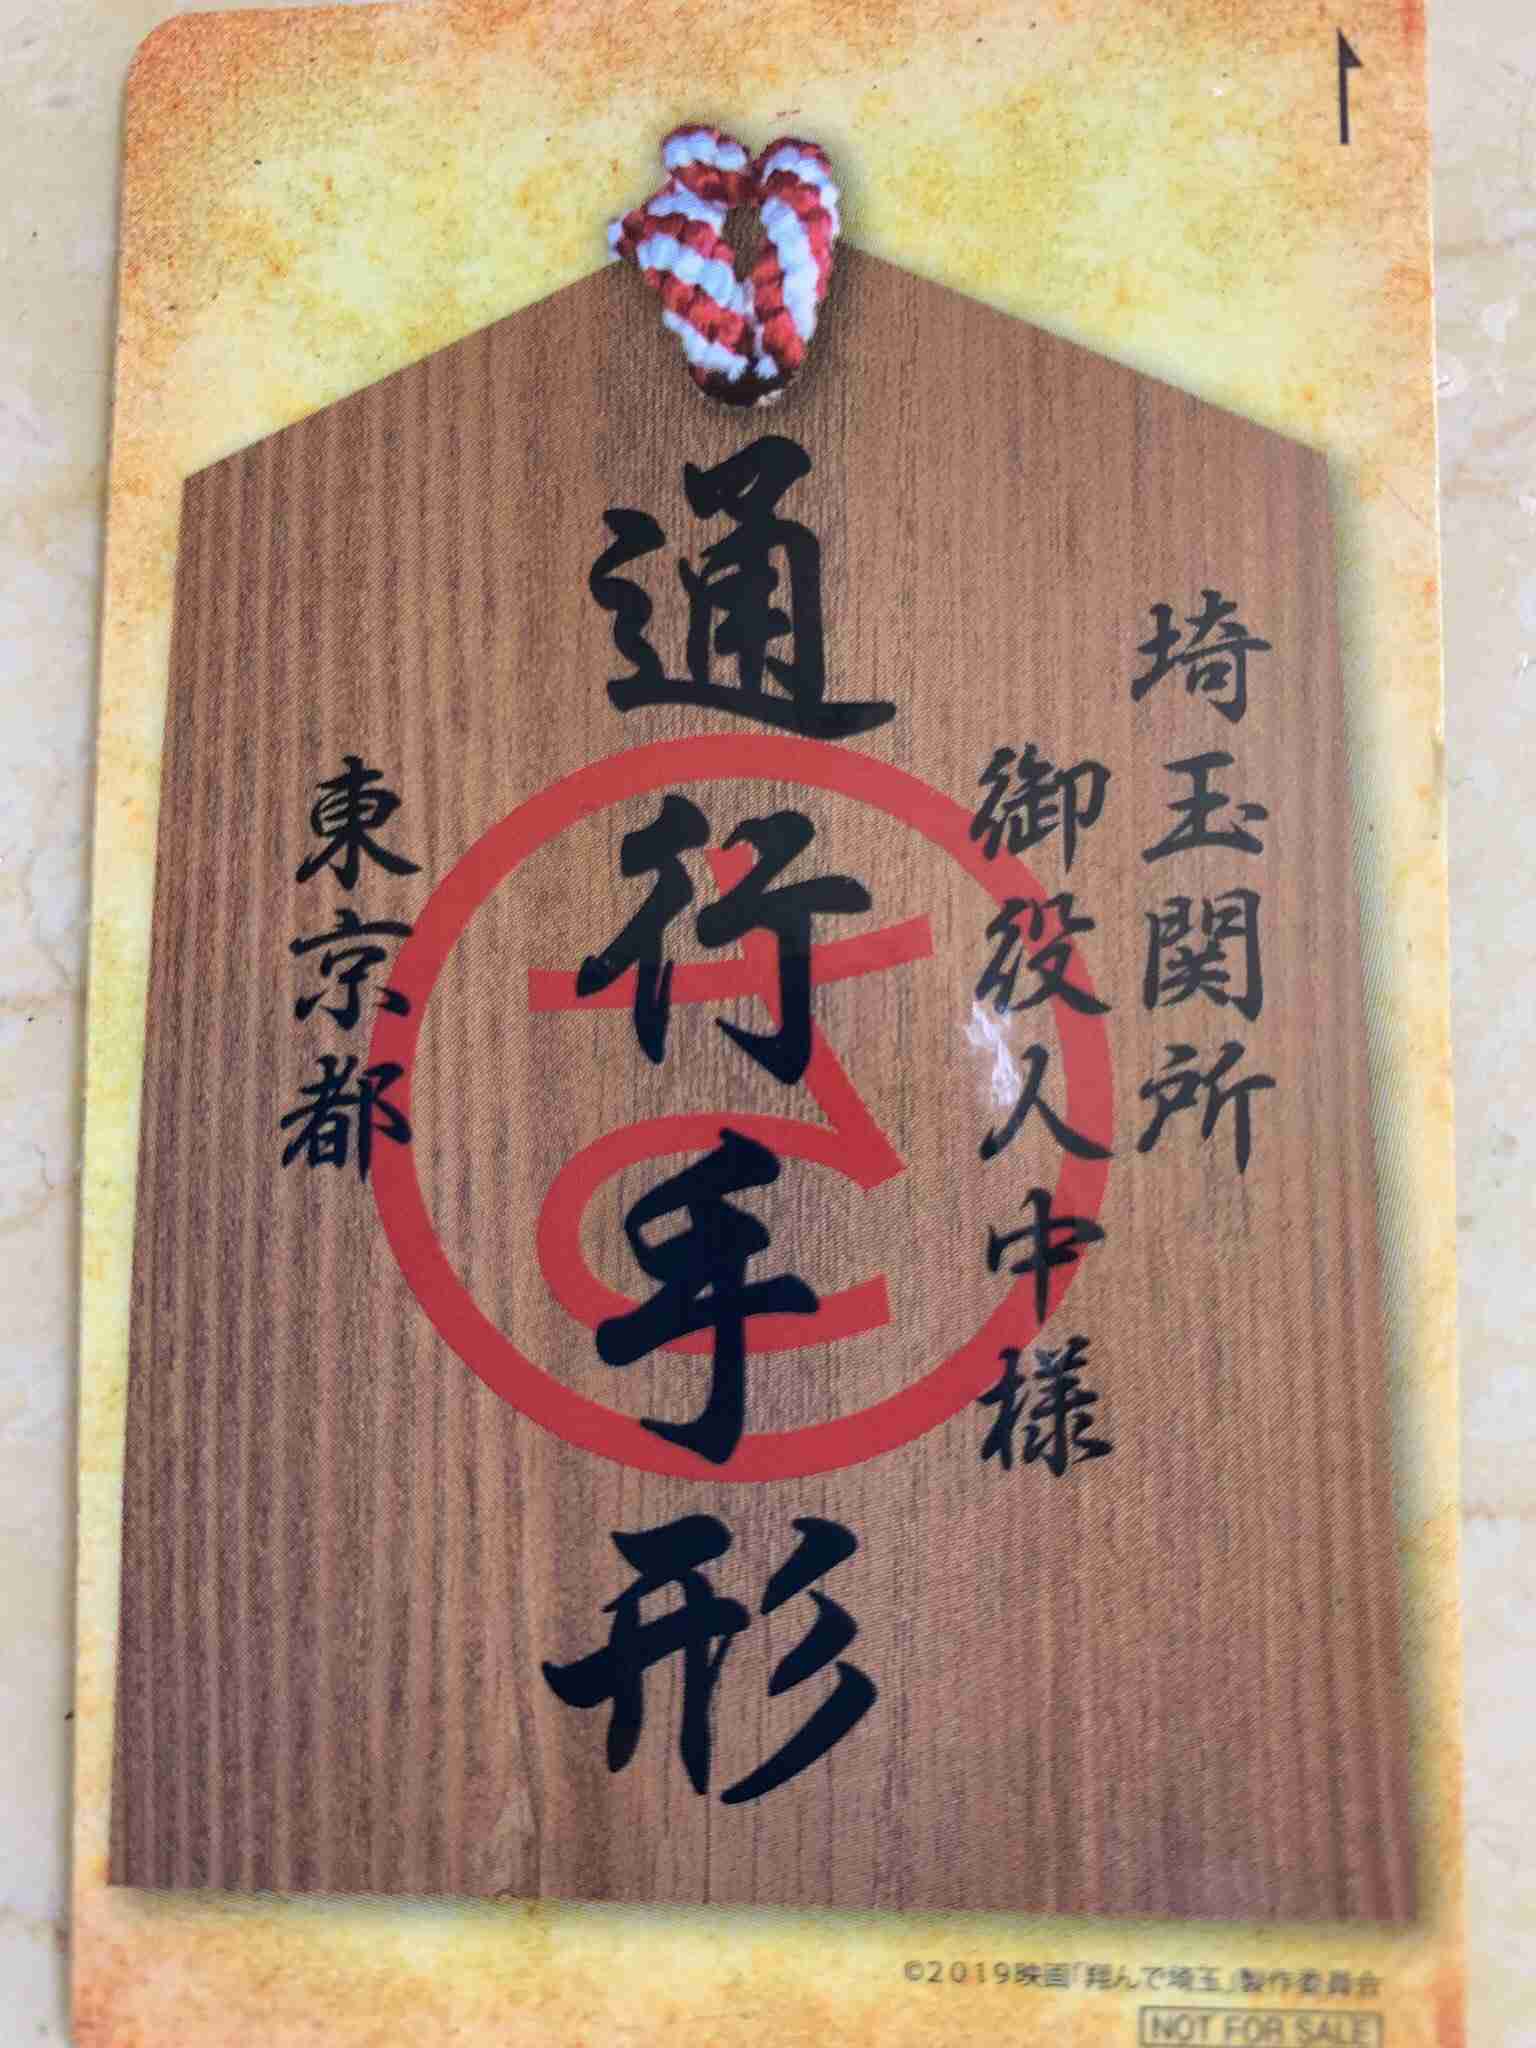 埼玉関所
御役人中様
通行手形
東京都
さ
©2019映画「翔んで埼玉」製作委員会
NOT FOR SALE